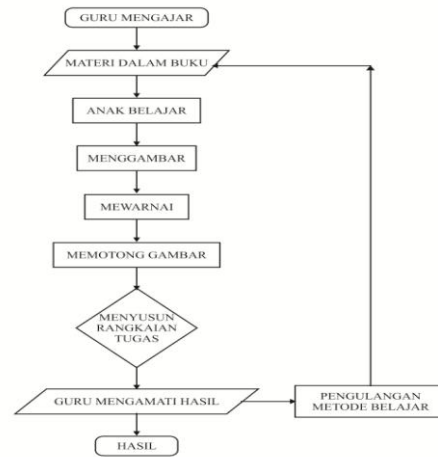 GURU MENGAJAR
MATERI DALAM BUKU
ANAK BELAJAR
MENGGAMBAR
MEWARNAI
MEMOTONG GAMBAR
MENYUSUN
RANGKAIAN
TUGAS
GURU MENGAMATI HASIL
PENGULANGAN
METODE BELAJAR
HASIL